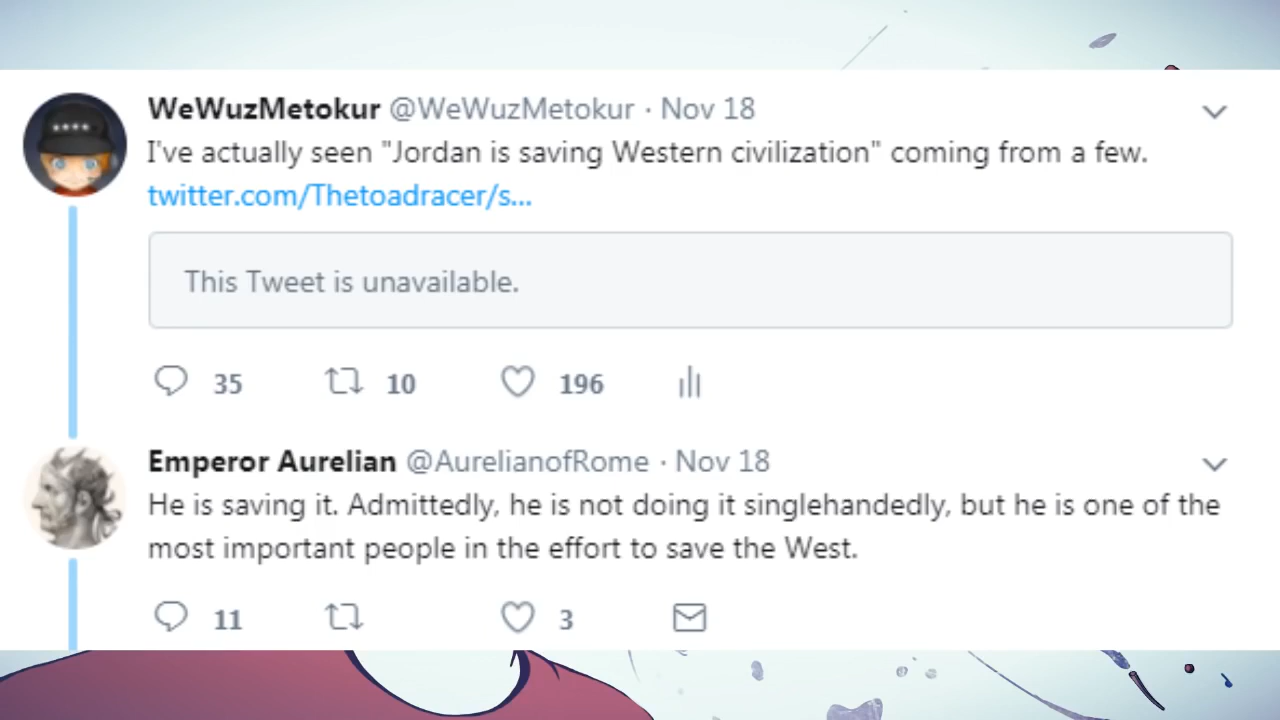 WeWuzMetokur @WeWuzMetokur · Nov 18
I've actually seen "Jordan is saving Western civilization" coming from a few.
twitter.com/Thetoadracer/s...
This Tweet is unavailable.
35 10 196
Emperor Aurelian @AurelianofRome · Nov 18
He is saving it. Admittedly, he is not doing it singlehandedly, but he is one of the
most important people in the effort to save the West.
11 3